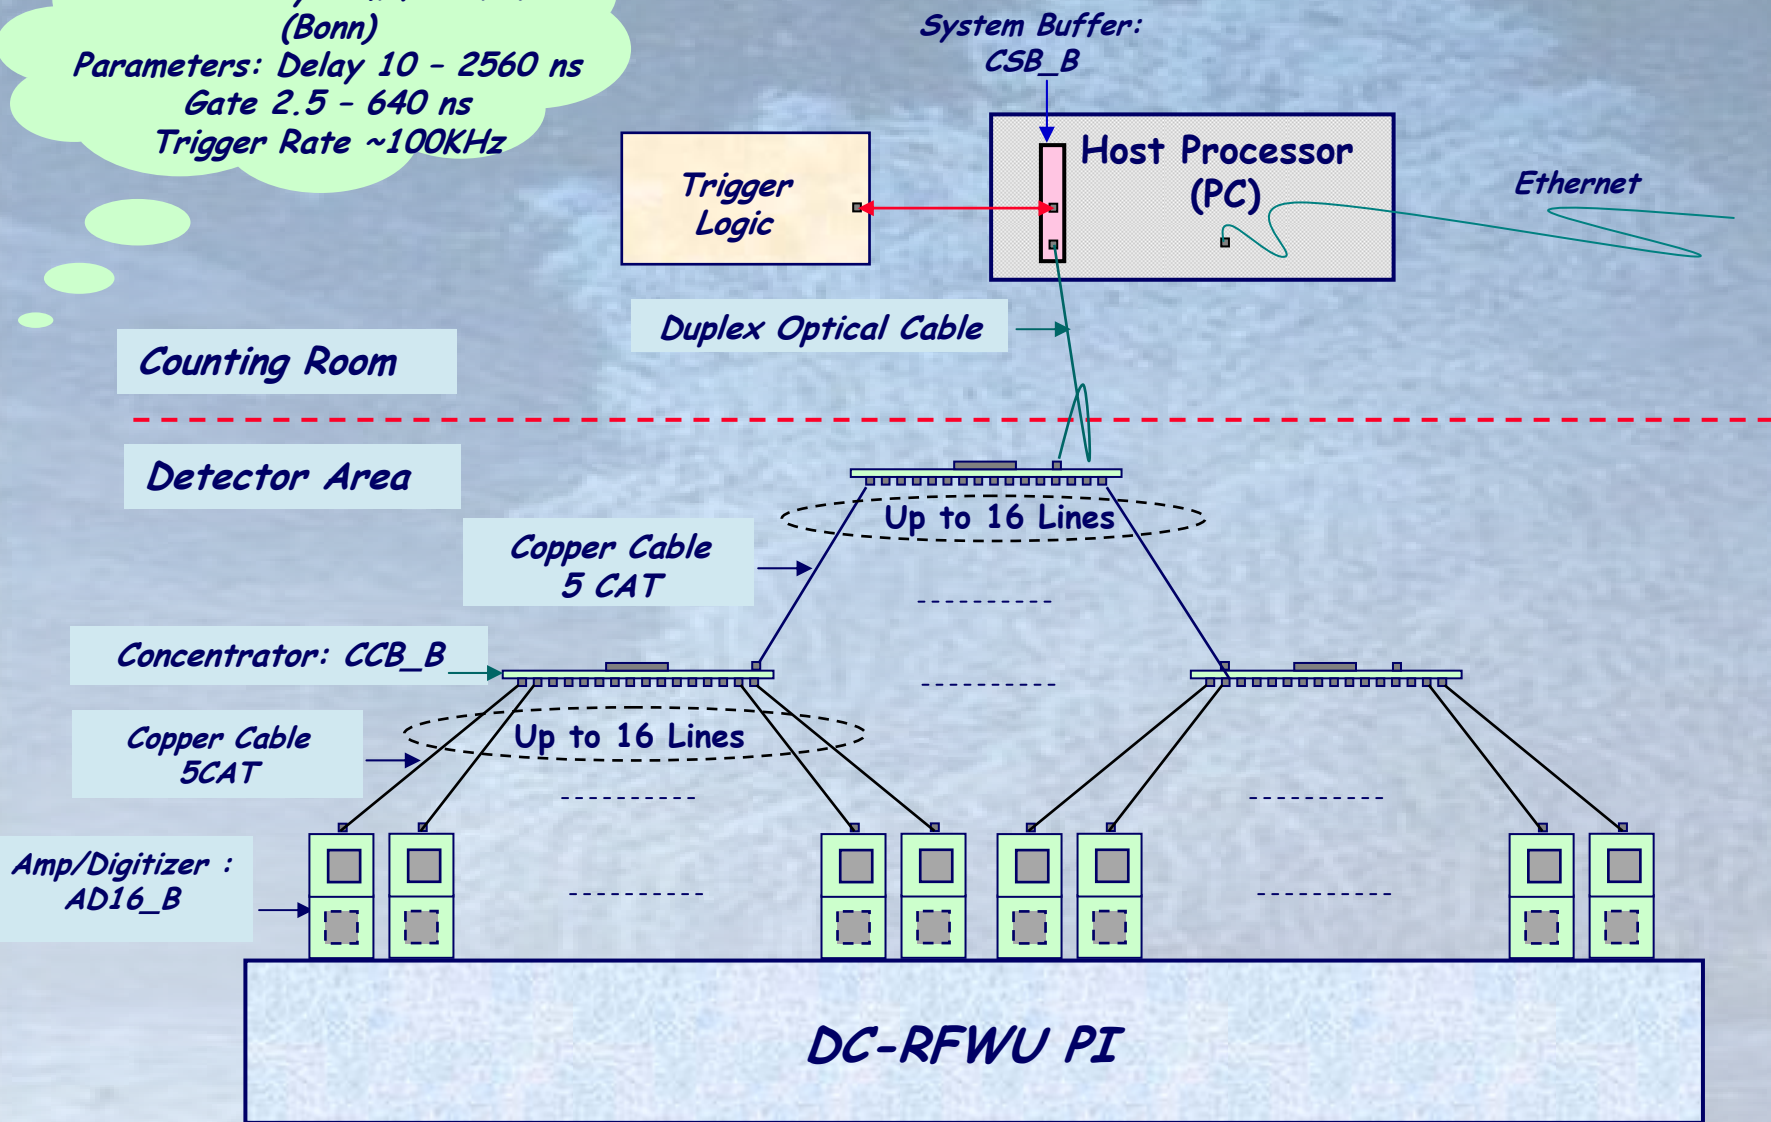 (Bonn)
Parameters: Delay 10 – 2560 ns
Gate 2.5 – 640 ns
Trigger Rate ~100KHz
System Buffer:
CSB_B
Trigger
Logic
Host Processor
(PC)
Ethernet
Duplex Optical Cable
Counting Room
Detector Area
Up to 16 Lines
Copper Cable
5 CAT
Concentrator: CCB_B
Copper Cable
5CAT
Up to 16 Lines
Amp/Digitizer :
AD16_B
DC-RFWU PI